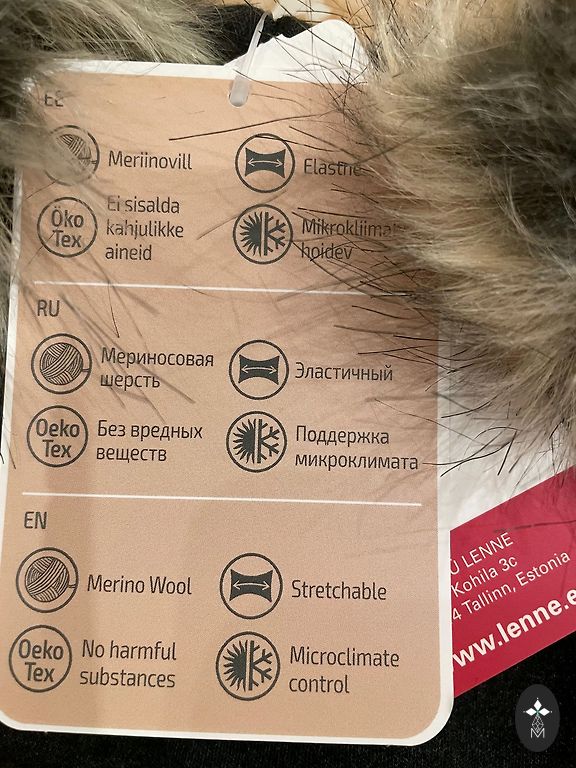 EE
Meriinovill
Elastne
Öko
Tex
Ei sisalda
kahjulikke
aineid
hoidev
RU
Мериносовая
шерсть
Эластичный
Oeko
Tex
Без вредных
веществ
Поддержка
микроклимата
EN
Merino Wool
Stretchable
Oeko
Tex
No harmful
substances
Microclimate
control
LENNE
Kohila 3c
4 Tallinn, Estonia
www.lenne.e
M